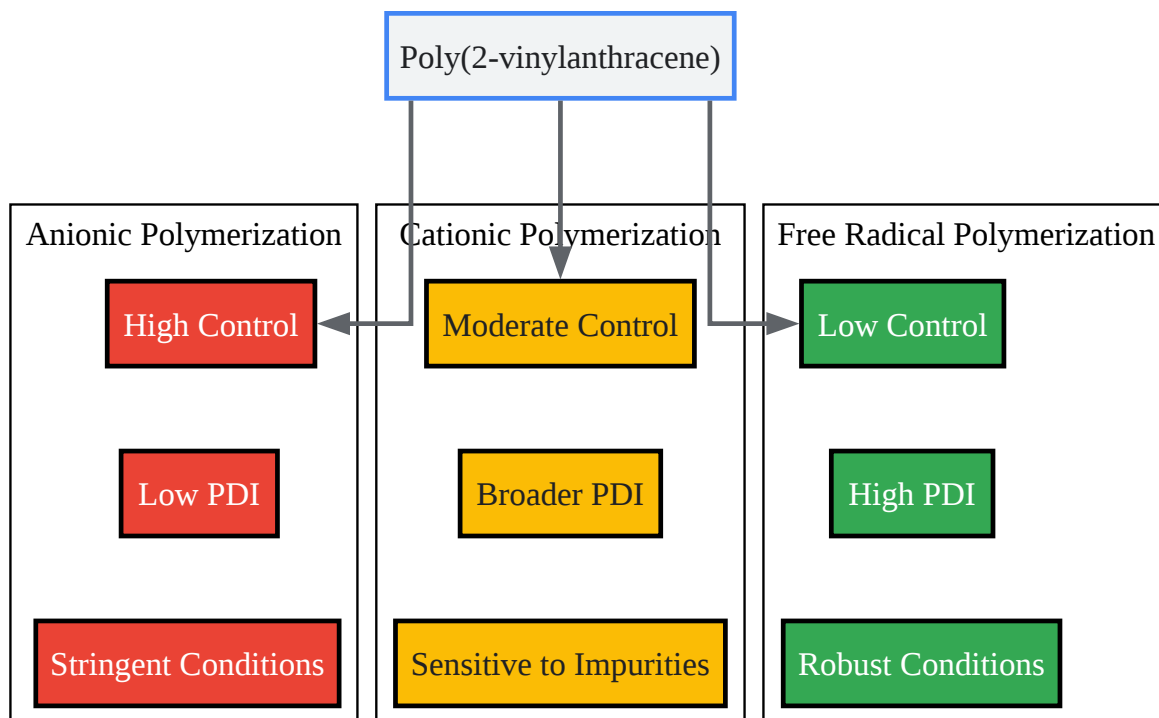 Poly(2-vinylanthracene)
Anionic Polymerization
High Control
Low PDI
Stringent Conditions
Cationic Polymerization
Moderate Control
Broader PDI
Sensitive to Impurities
Free Radical Polymerization
Low Control
High PDI
Robust Conditions